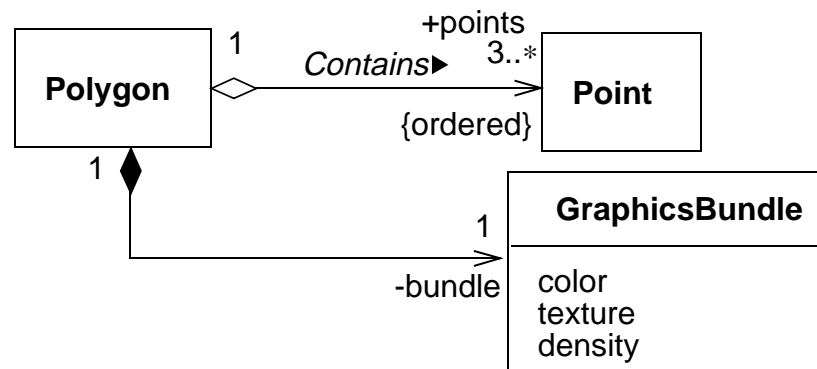 1
+points
3..*
Contains▶
Polygon
Point
{ordered}
1
GraphicsBundle
1
-bundle
color
texture
density